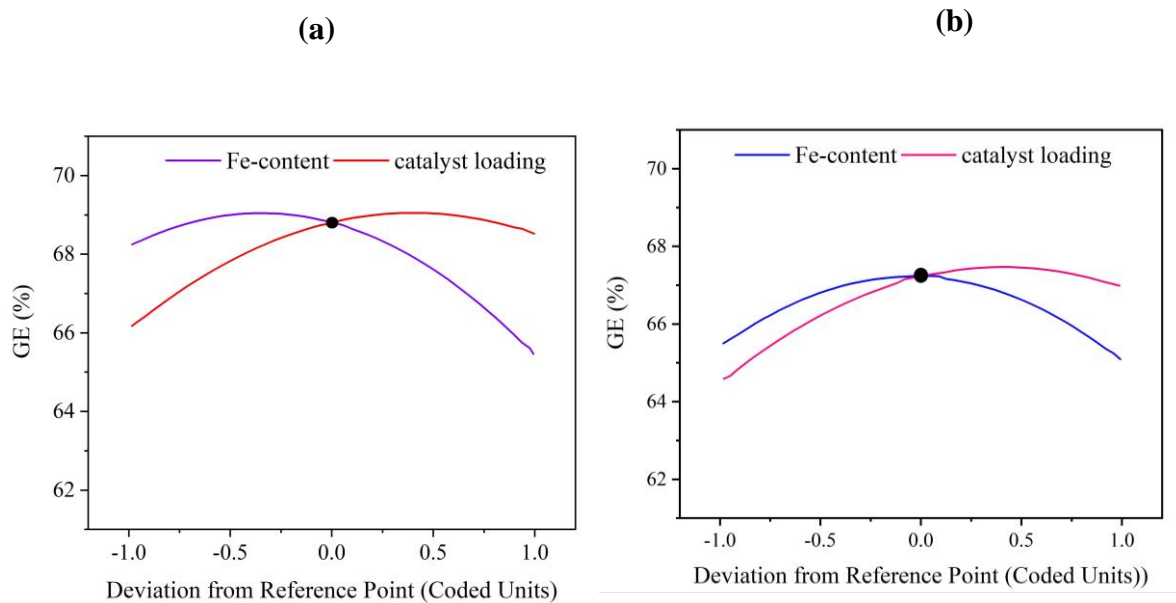 (a)
Fe-content catalyst loading
70
68
66
64
62
GE (%)
-1.0 -0.5 0.0 0.5 1.0
Deviation from Reference Point (Coded Units)
(b)
Fe-content catalyst loading
70
68
66
64
62
GE (%)
-1.0 -0.5 0.0 0.5 1.0
Deviation from Reference Point (Coded Units))